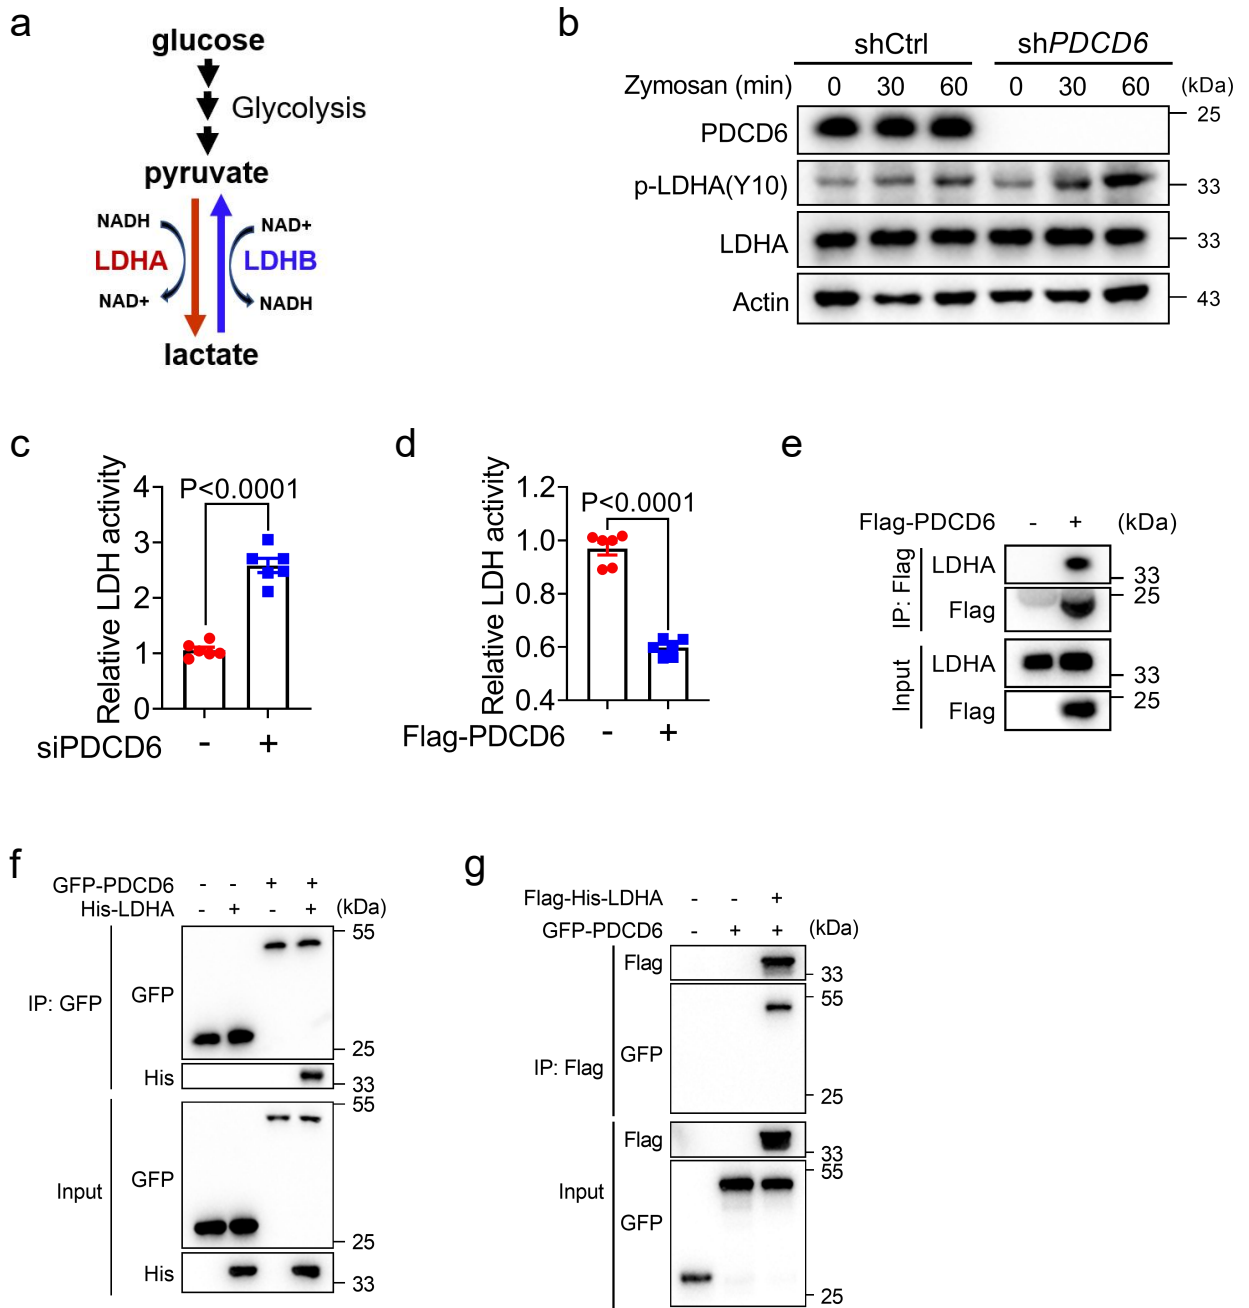 a
glucose
Glycolysis
pyruvate
NADH
NAD+
LDHA
LDHB
NAD+
NADH
lactate
b
shCtrl shPDCD6
Zymosan (min) 0 30 60 0 30 60 (kDa)
PDCD6 25
p-LDHA(Y10) 33
LDHA 33
Actin 43
c
Relative LDH activity
P<0.0001
4
3
2
1
0
siPDCD6 - +
d
Relative LDH activity
P<0.0001
1.2
1.0
0.8
0.6
0.4
Flag-PDCD6 - +
e
Flag-PDCD6 - + (kDa)
IP: Flag
LDHA 33
Flag 25
Input
LDHA 33
Flag 25
f
GFP-PDCD6 - - + +
His-LDHA - + - + (kDa)
IP: GFP
GFP 55
25
His 33
Input
GFP 55
25
His 33
g
Flag-His-LDHA - - +
GFP-PDCD6 - + + (kDa)
IP: Flag
Flag 33
GFP 55
25
Input
Flag 33
GFP 55
25